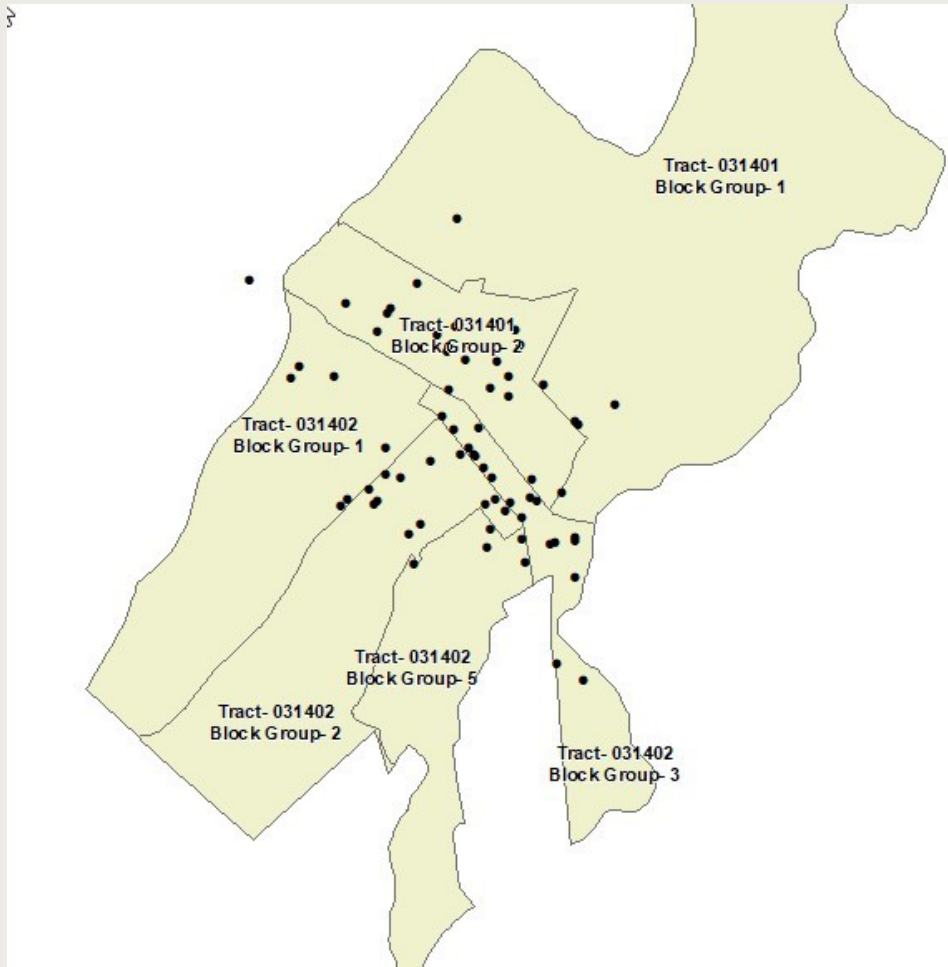 Tract- 031401
Block Group- 1
Tract- 031401
Block Group- 2
Tract- 031402
Block Group- 1
Tract- 031402
Block Group- 5
Tract- 031402
Block Group- 2
Tract- 031402
Block Group- 3